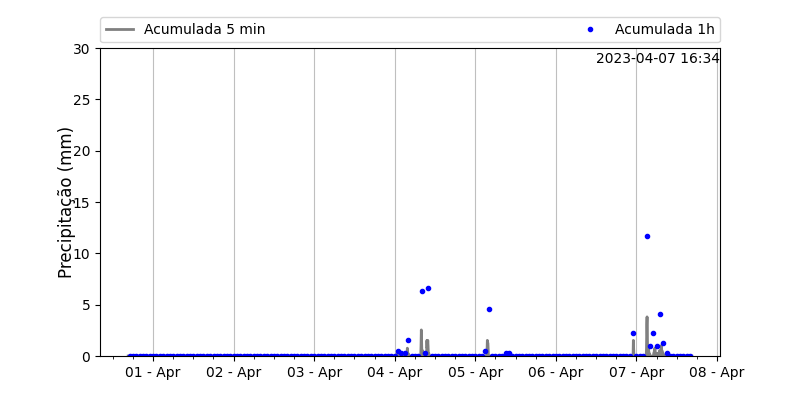 Acumulada 5 min
Acumulada 1h
2023-04-07 16:34
Precipitação (mm)
30
25
20
15
10
5
0
01 - Apr
02 - Apr
03 - Apr
04 - Apr
05 - Apr
06 - Apr
07 - Apr
08 - Apr